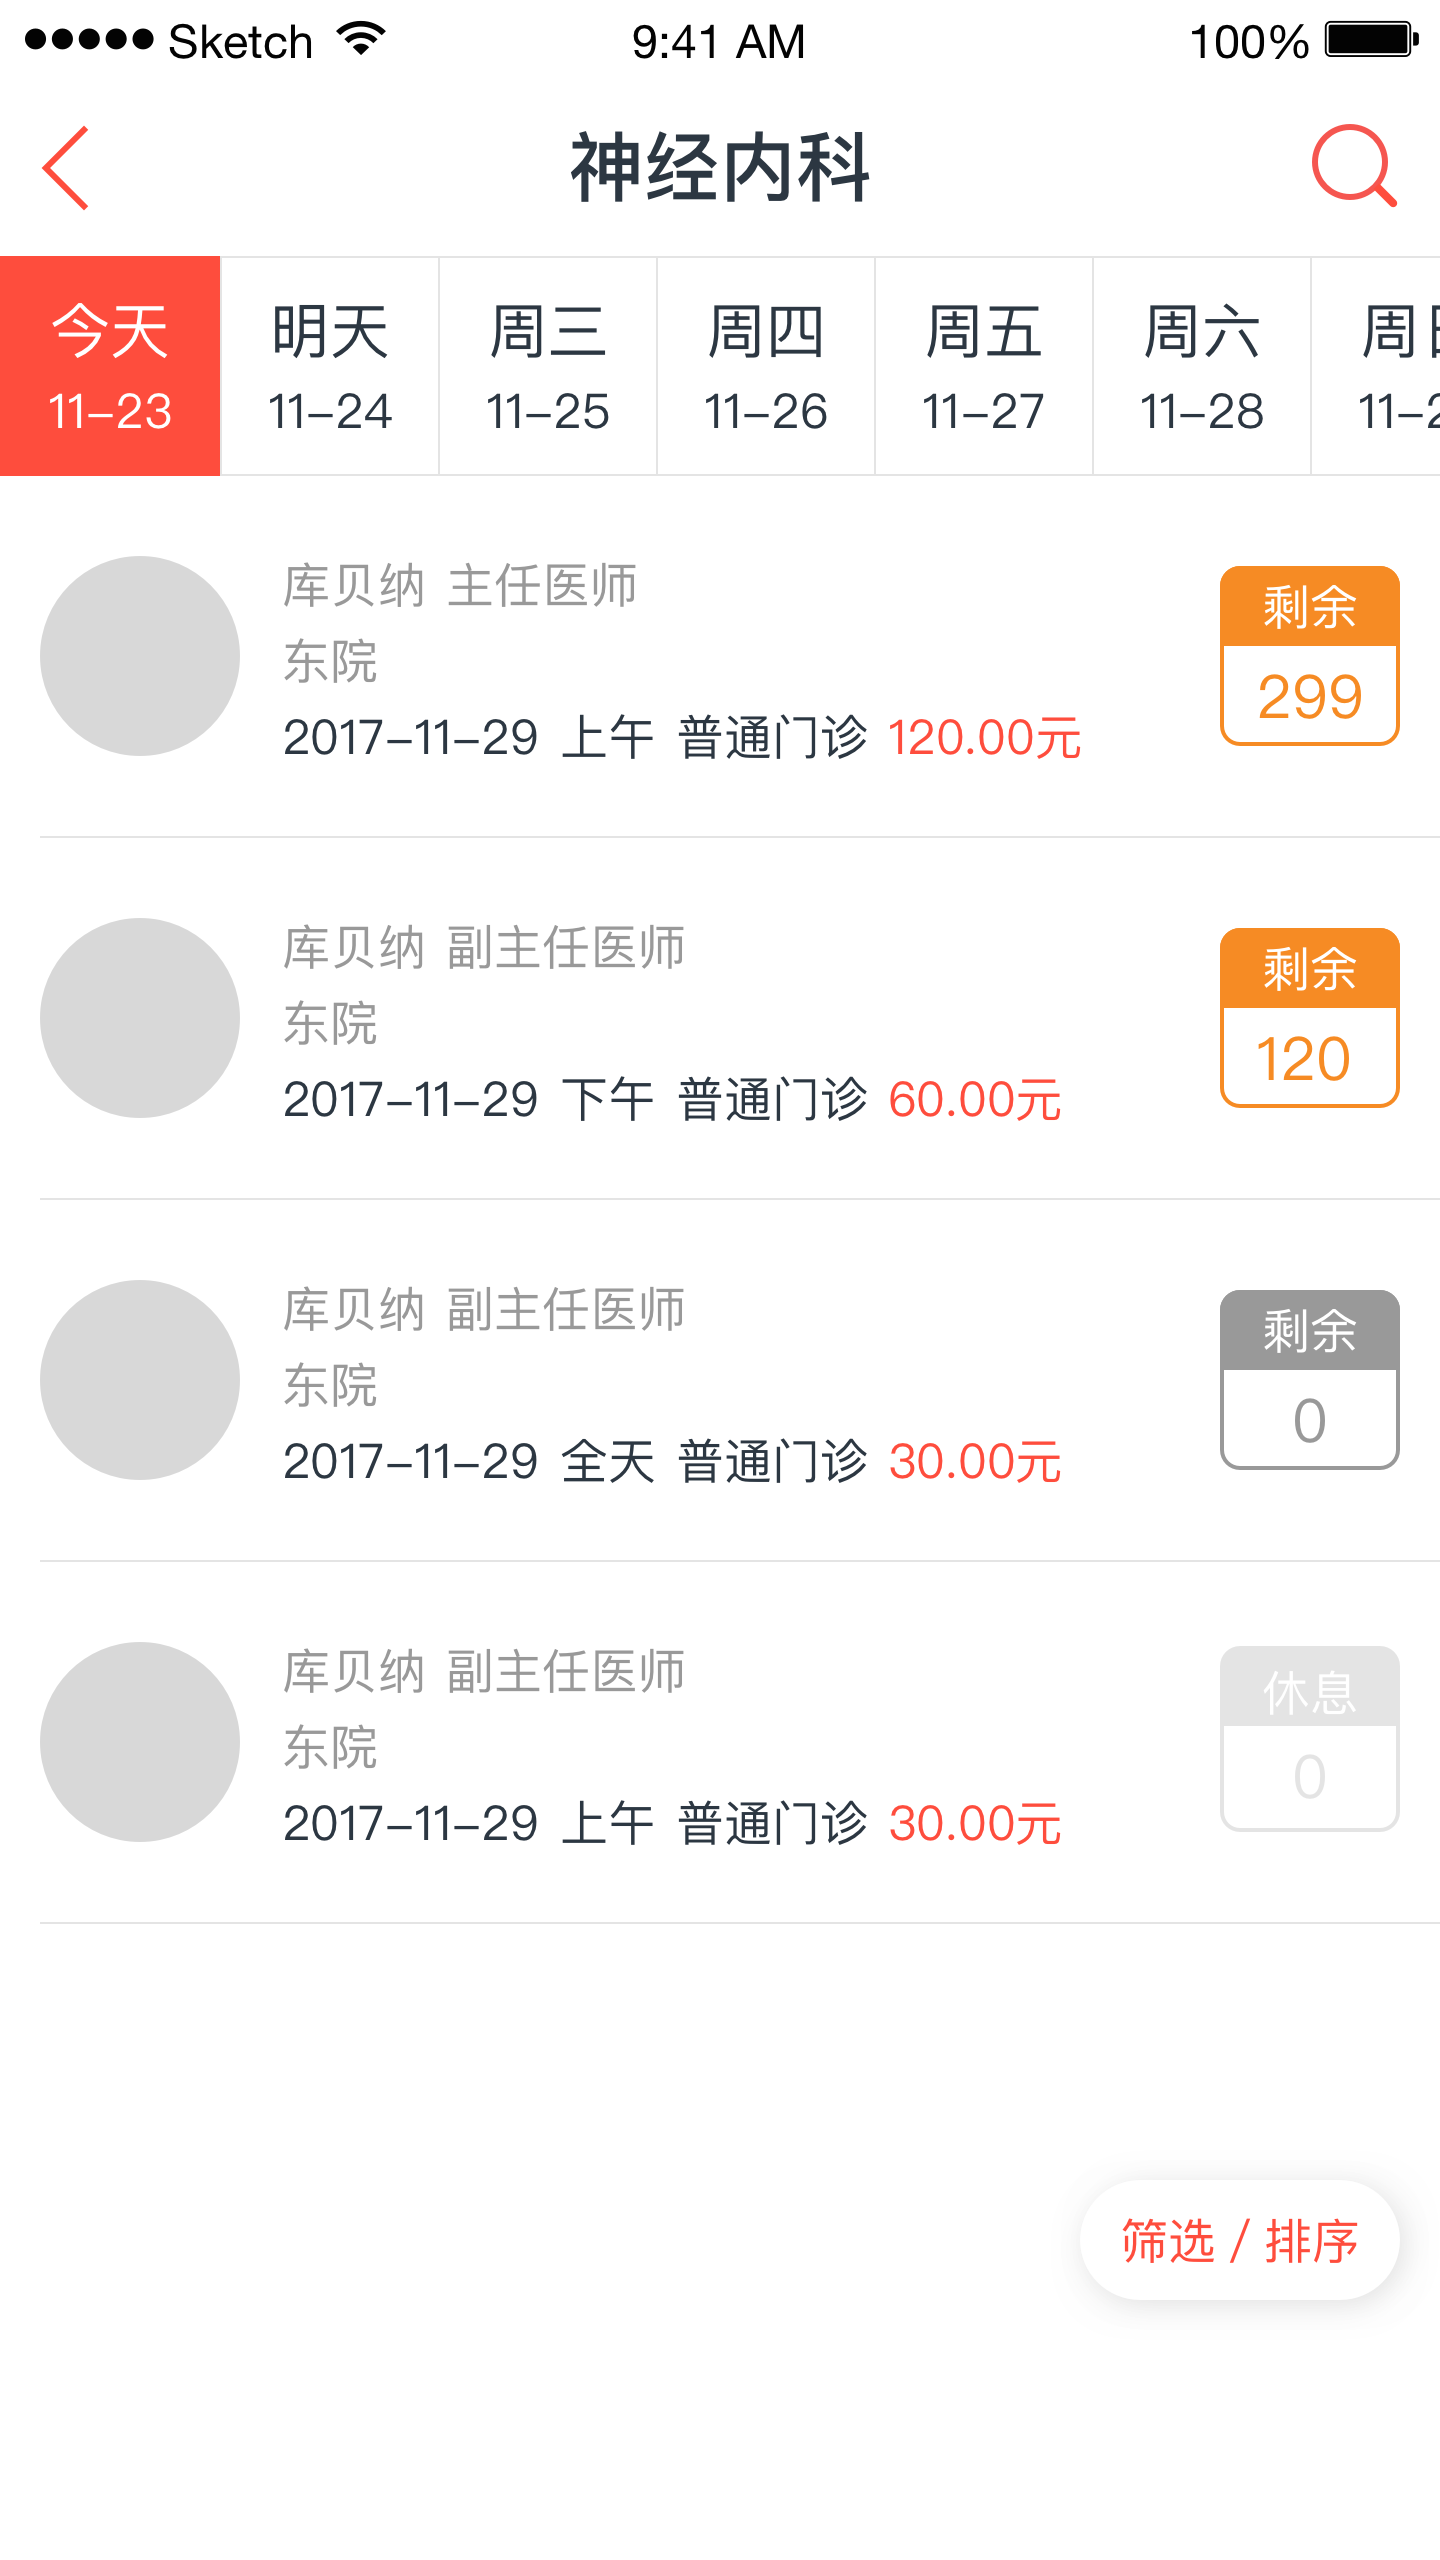 Sketch 9:41 AM 100%
神经内科
今天 明天 周三 周四 周五 周六 周日
11-23 11-24 11-25 11-26 11-27 11-28 11-2
库贝纳 主任医师
东院
2017-11-29 上午 普通门诊 120.00元
剩余
299
库贝纳 副主任医师
东院
2017-11-29 下午 普通门诊 60.00元
剩余
120
库贝纳 副主任医师
东院
2017-11-29 全天 普通门诊 30.00元
剩余
0
库贝纳 副主任医师
东院
2017-11-29 上午 普通门诊 30.00元
休息
0
筛选 / 排序